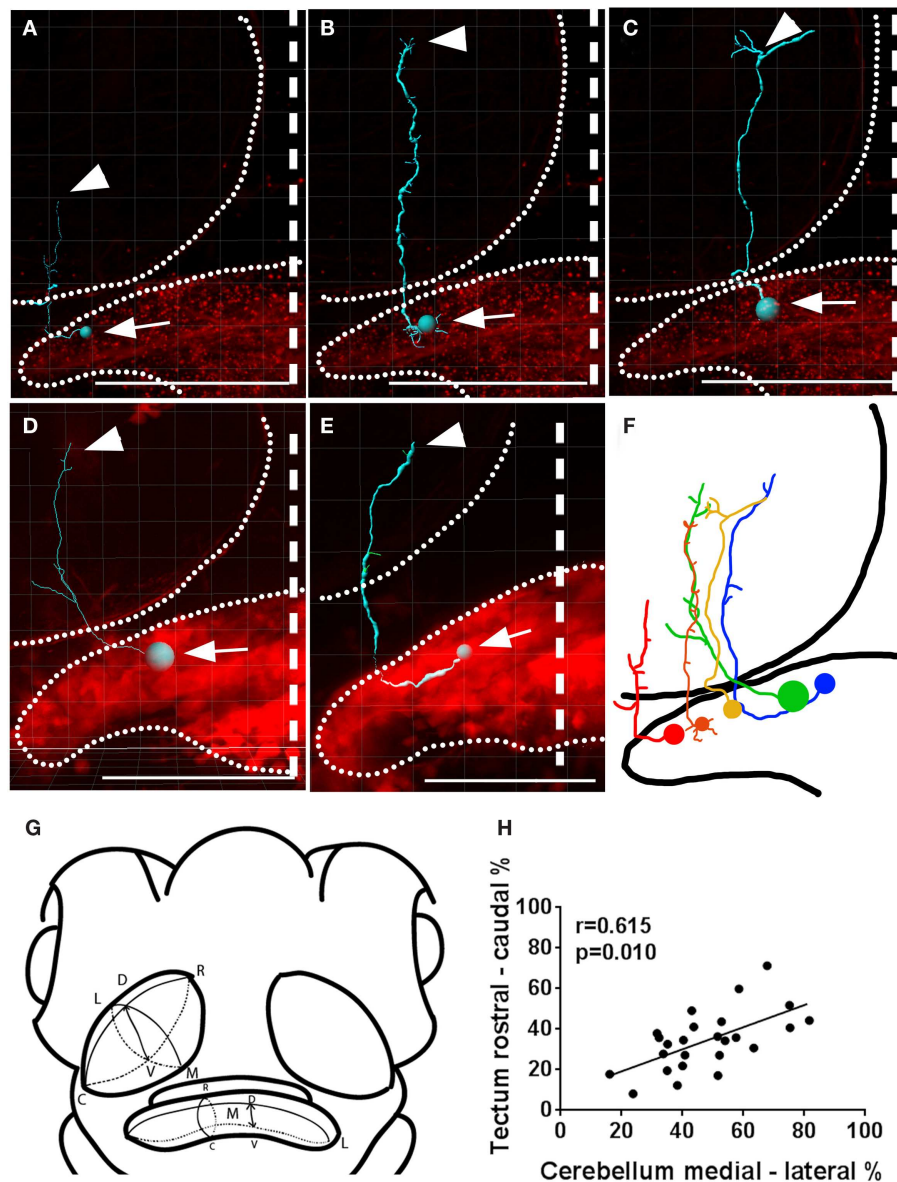 A
B
C
D
E
F
G
D
R
L
V
M
C
R
D
M
C
V
L
H
Tectum rostral - caudal %
r=0.615
p=0.010
100
80
60
40
20
0
0 20 40 60 80 100
Cerebellum medial - lateral %